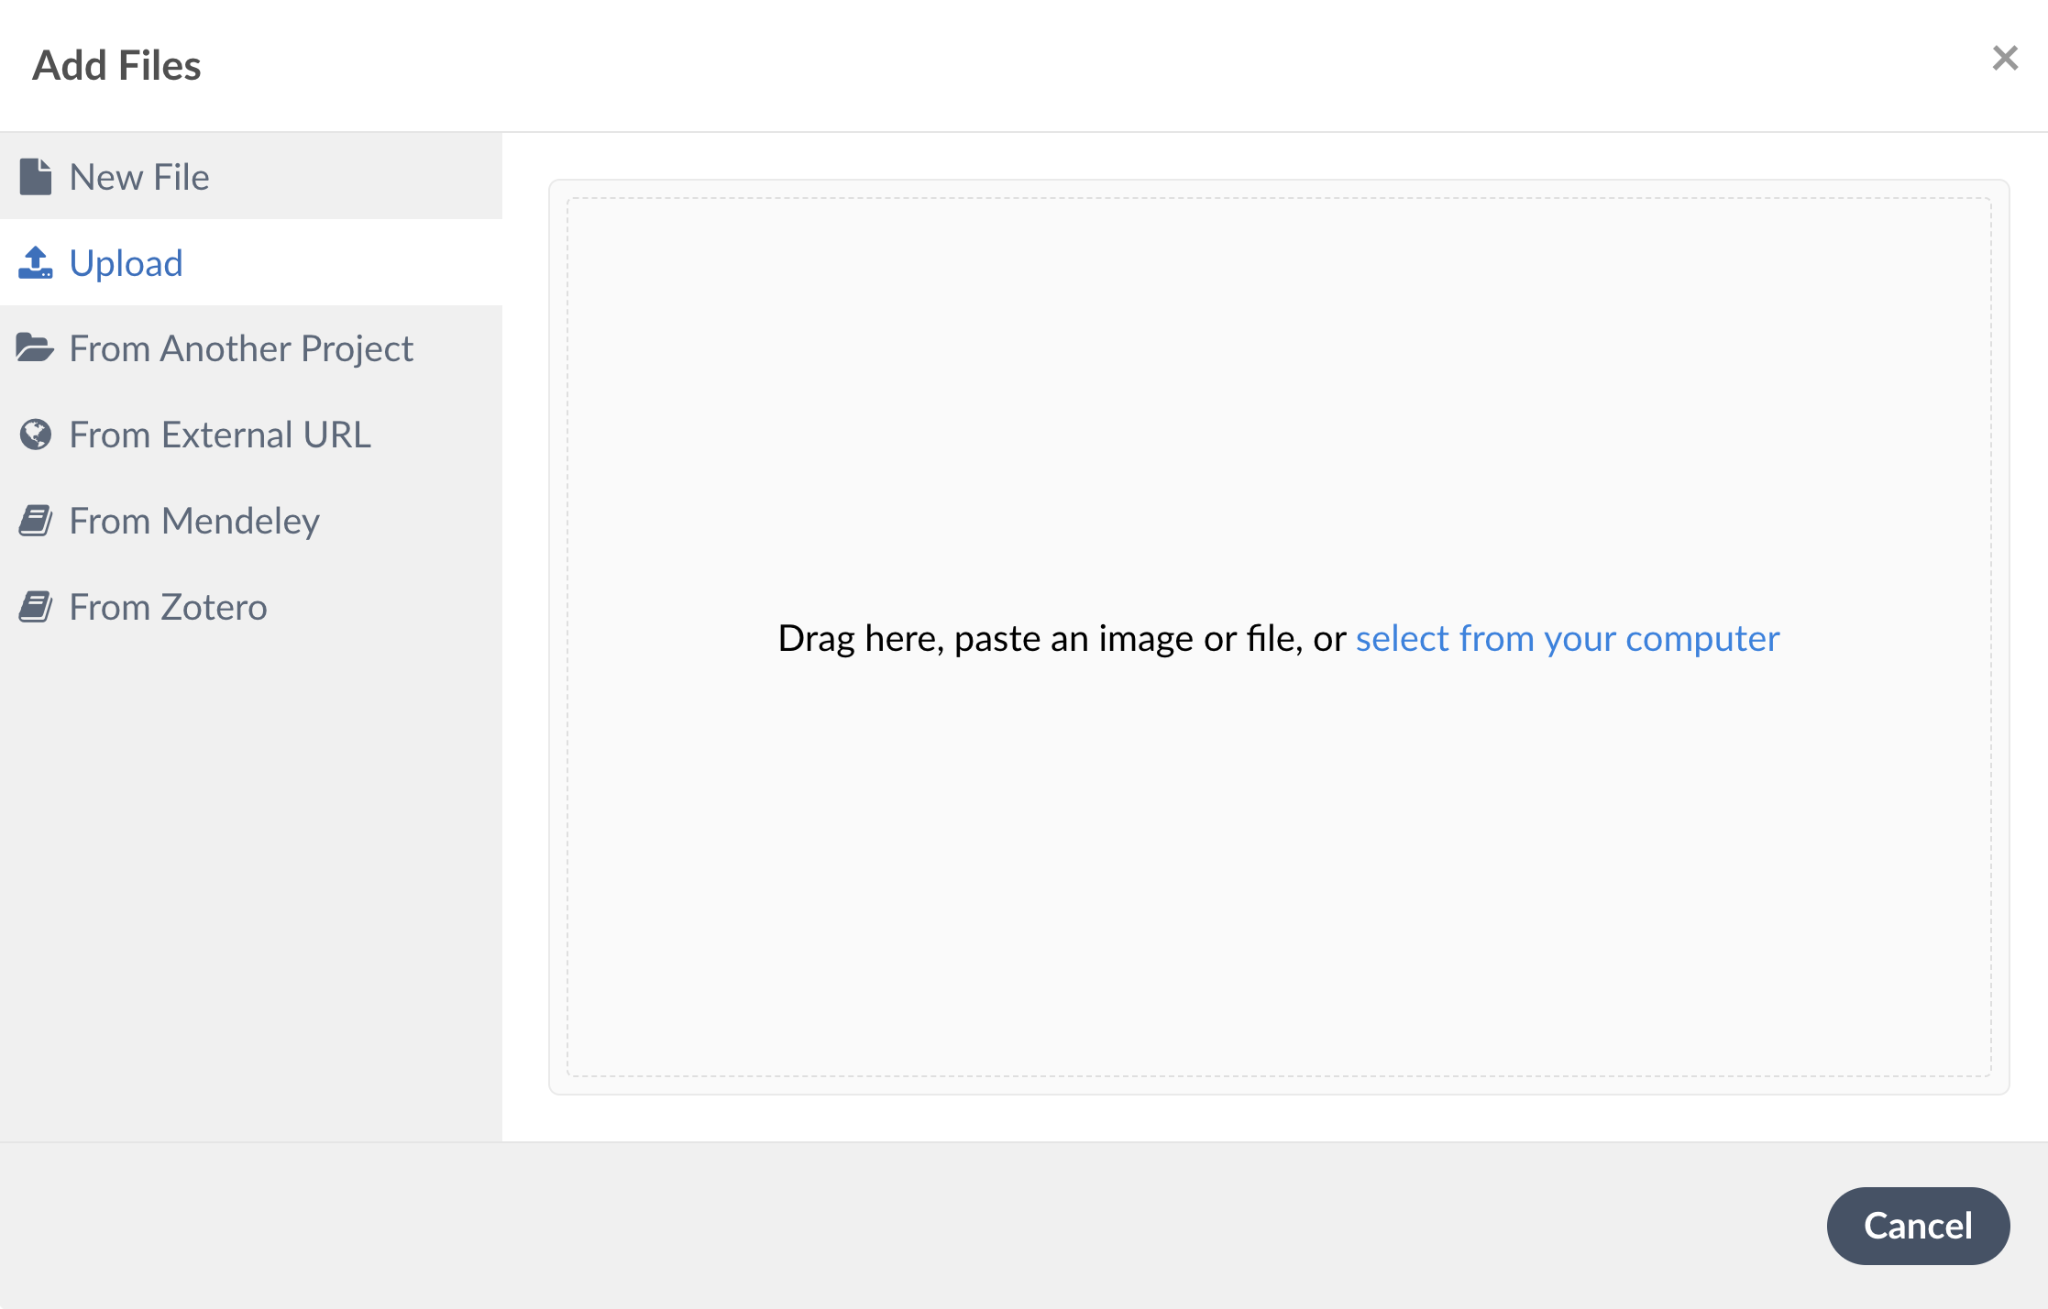 Add Files
New File
Upload
From Another Project
From External URL
From Mendeley
From Zotero
Drag here, paste an image or file, or select from your computer
Cancel